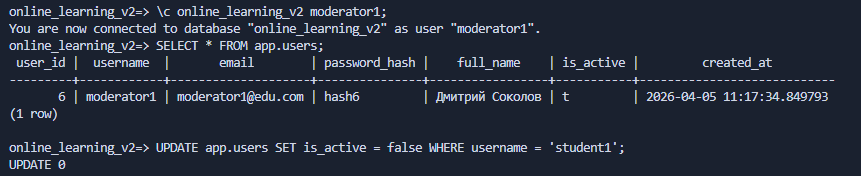 online_learning_v2=> \c online_learning_v2 moderator1;
You are now connected to database "online_learning_v2" as user "moderator1".
online_learning_v2=> SELECT * FROM app.users;
 user_id |  username  |       email        | password_hash |    full_name    | is_active |         created_at
---------+------------+--------------------+---------------+-----------------+-----------+----------------------------
       6 | moderator1 | moderator1@edu.com | hash6         | Дмитрий Соколов | t         | 2026-04-05 11:17:34.849793
(1 row)

online_learning_v2=> UPDATE app.users SET is_active = false WHERE username = 'student1';
UPDATE 0